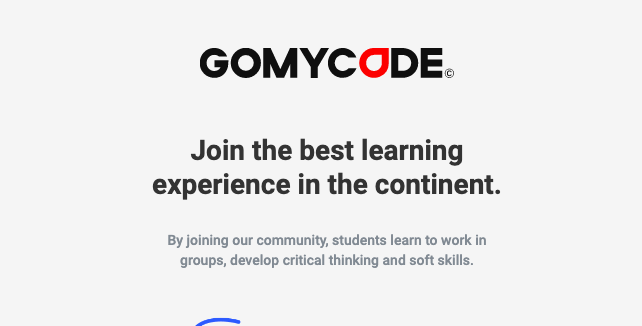 GOMYCODE©
Join the best learning
experience in the continent.
By joining our community, students learn to work in
groups, develop critical thinking and soft skills.